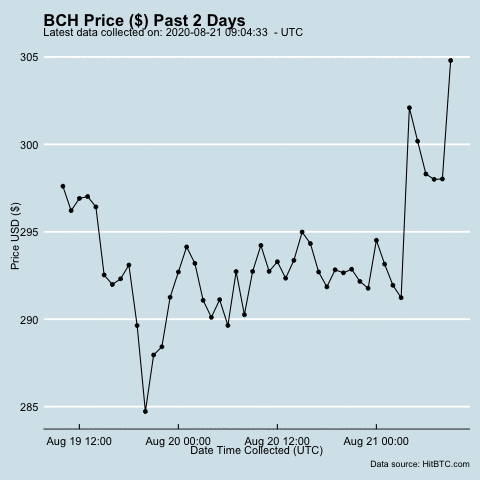 BCH Price ($) Past 2 Days
Latest data collected on: 2020-08-21 09:04:33 - UTC
305
300
295
290
285
Price USD ($)
Aug 19 12:00 Aug 20 00:00 Aug 20 12:00 Aug 21 00:00
Date Time Collected (UTC)
Data source: HitBTC.com